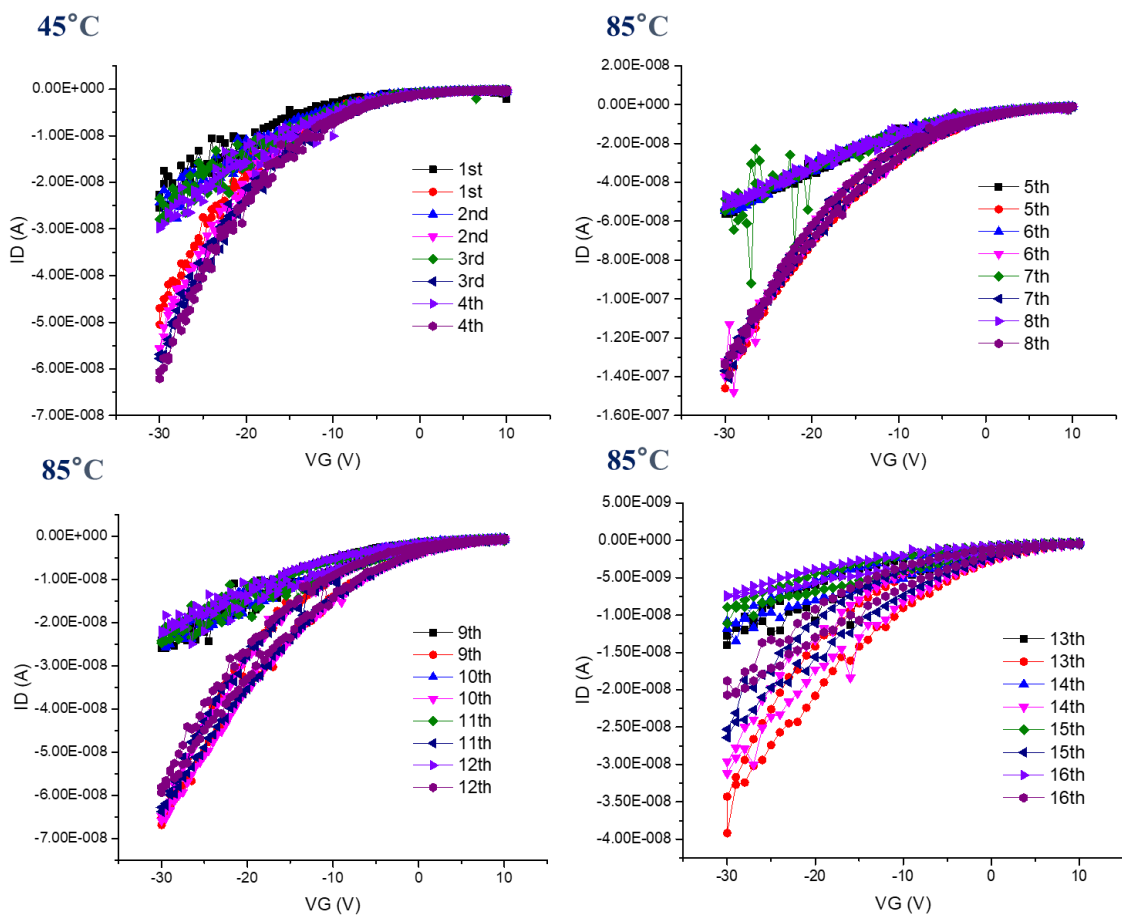 45°C
0.00E+000
-1.00E-008
-2.00E-008
-3.00E-008
-4.00E-008
-5.00E-008
-6.00E-008
-7.00E-008
ID (A)
-30
-20
-10
0
10
VG (V)
1st
1st
2nd
2nd
3rd
3rd
4th
4th
85°C
2.00E-008
0.00E+000
-2.00E-008
-4.00E-008
-6.00E-008
-8.00E-008
-1.00E-007
-1.20E-007
-1.40E-007
-1.60E-007
ID (A)
-30
-20
-10
0
10
VG (V)
5th
5th
6th
6th
7th
7th
8th
8th
85°C
0.00E+000
-1.00E-008
-2.00E-008
-3.00E-008
-4.00E-008
-5.00E-008
-6.00E-008
-7.00E-008
ID (A)
-30
-20
-10
0
10
VG (V)
9th
9th
10th
10th
11th
11th
12th
12th
85°C
5.00E-009
0.00E+000
-5.00E-009
-1.00E-008
-1.50E-008
-2.00E-008
-2.50E-008
-3.00E-008
-3.50E-008
-4.00E-008
ID (A)
-30
-20
-10
0
10
VG (V)
13th
13th
14th
14th
15th
15th
16th
16th